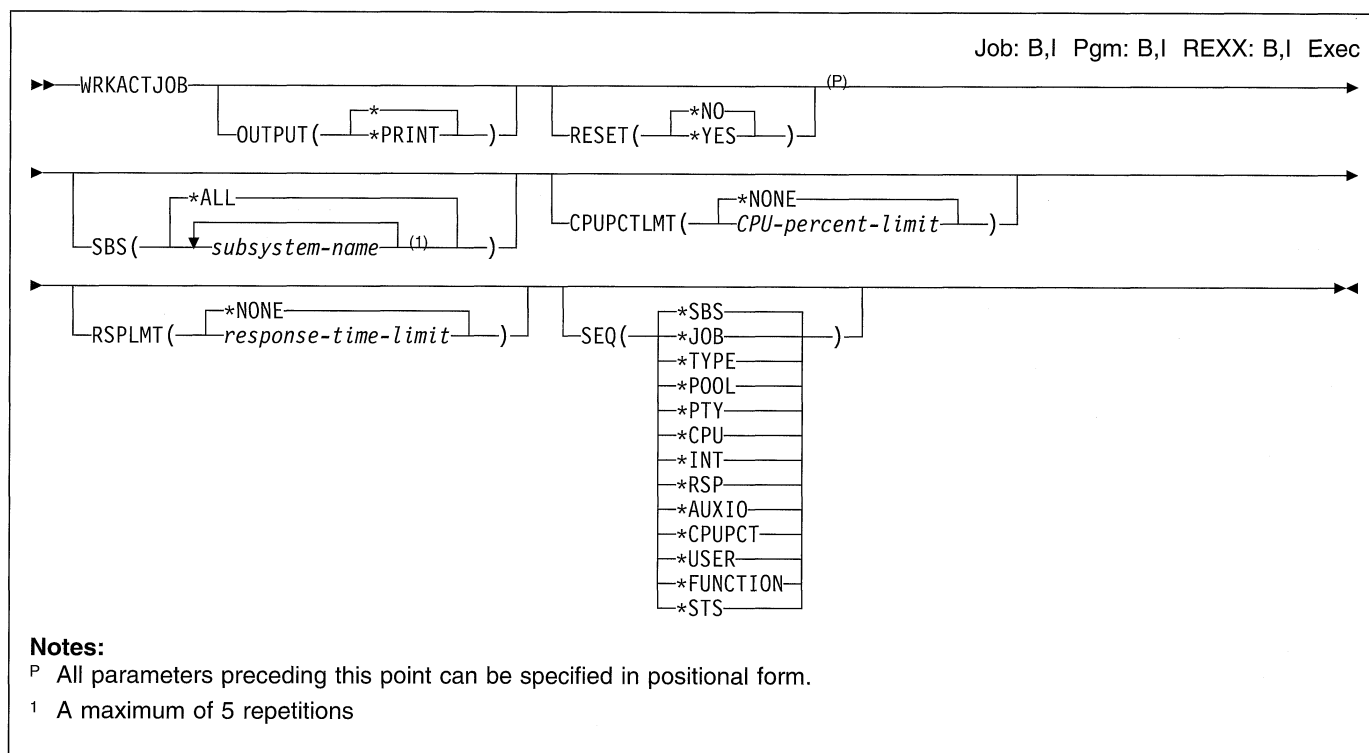 Job: B,I Pgm: B,I REXX: B,I Exec
WRKACTJOB (P)
* *NO
OUTPUT( *PRINT ) RESET( *YES )
*ALL *NONE
SBS( subsystem-name (1) ) CPUPCTLMT( CPU-percent-limit )
*NONE *SBS
RSPLMT( response-time-limit ) SEQ( *JOB )
*TYPE
*POOL
*PTY
*CPU
*INT
*RSP
*AUXIO
*CPUPCT
*USER
*FUNCTION
*STS
Notes:
P All parameters preceding this point can be specified in positional form.
1 A maximum of 5 repetitions